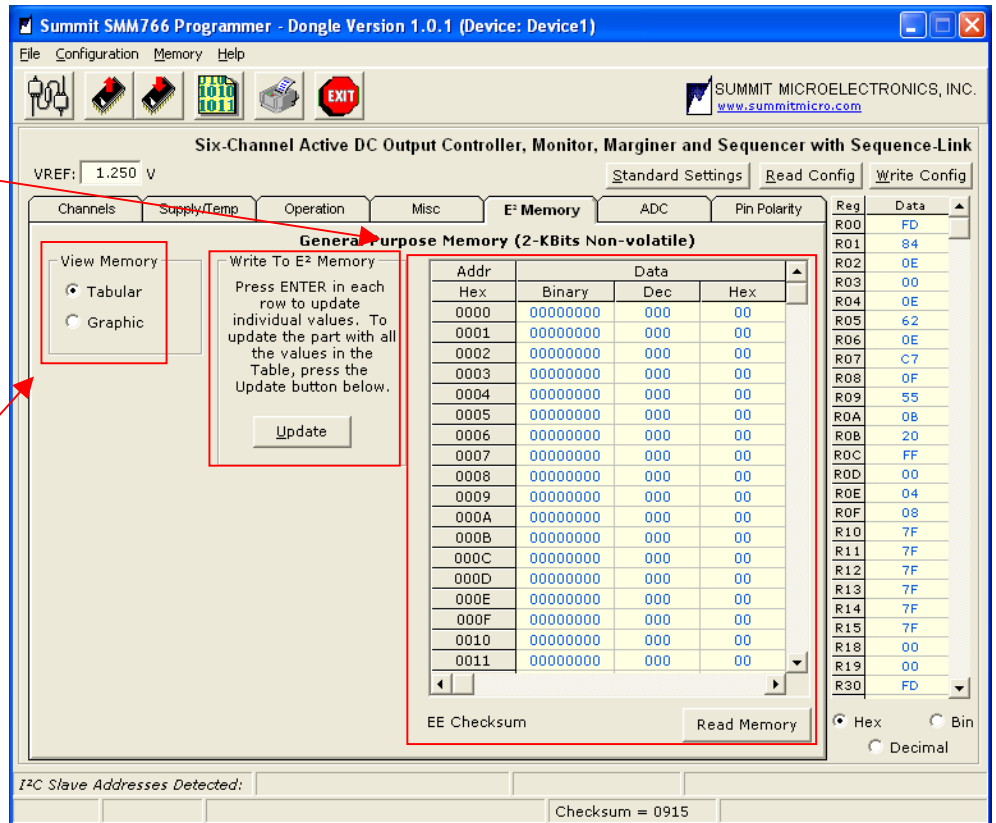 Summit SMM766 Programmer - Dongle Version 1.0.1 (Device: Device1)
File Configuration Memory Help
1010
1011
EXIT
SUMMIT MICROELECTRONICS, INC.
www.summitmicro.com
Six-Channel Active DC Output Controller, Monitor, Marginer and Sequencer with Sequence-Link
VREF: 1.250 V
Standard Settings Read Config Write Config
Channels Supply/Temp Operation Misc E² Memory ADC Pin Polarity
General Purpose Memory (2-KBits Non-volatile)
View Memory
Tabular
Graphic
Write To E² Memory
Press ENTER in each
row to update
individual values. To
update the part with all
the values in the
Table, press the
Update button below.
Update
Addr Data
Hex Binary Dec Hex
0000 00000000 000 00
0001 00000000 000 00
0002 00000000 000 00
0003 00000000 000 00
0004 00000000 000 00
0005 00000000 000 00
0006 00000000 000 00
0007 00000000 000 00
0008 00000000 000 00
0009 00000000 000 00
000A 00000000 000 00
000B 00000000 000 00
000C 00000000 000 00
000D 00000000 000 00
000E 00000000 000 00
000F 00000000 000 00
0010 00000000 000 00
0011 00000000 000 00
EE Checksum
Read Memory
Reg Data
R00 FD
R01 84
R02 0E
R03 00
R04 0E
R05 62
R06 0E
R07 C7
R08 0F
R09 55
R0A 0B
R0B 20
R0C FF
R0D 00
R0E 04
R0F 08
R10 7F
R11 7F
R12 7F
R13 7F
R14 7F
R15 7F
R18 00
R19 00
R30 FD
Hex Bin
Decimal
I²C Slave Addresses Detected:
Checksum = 0915